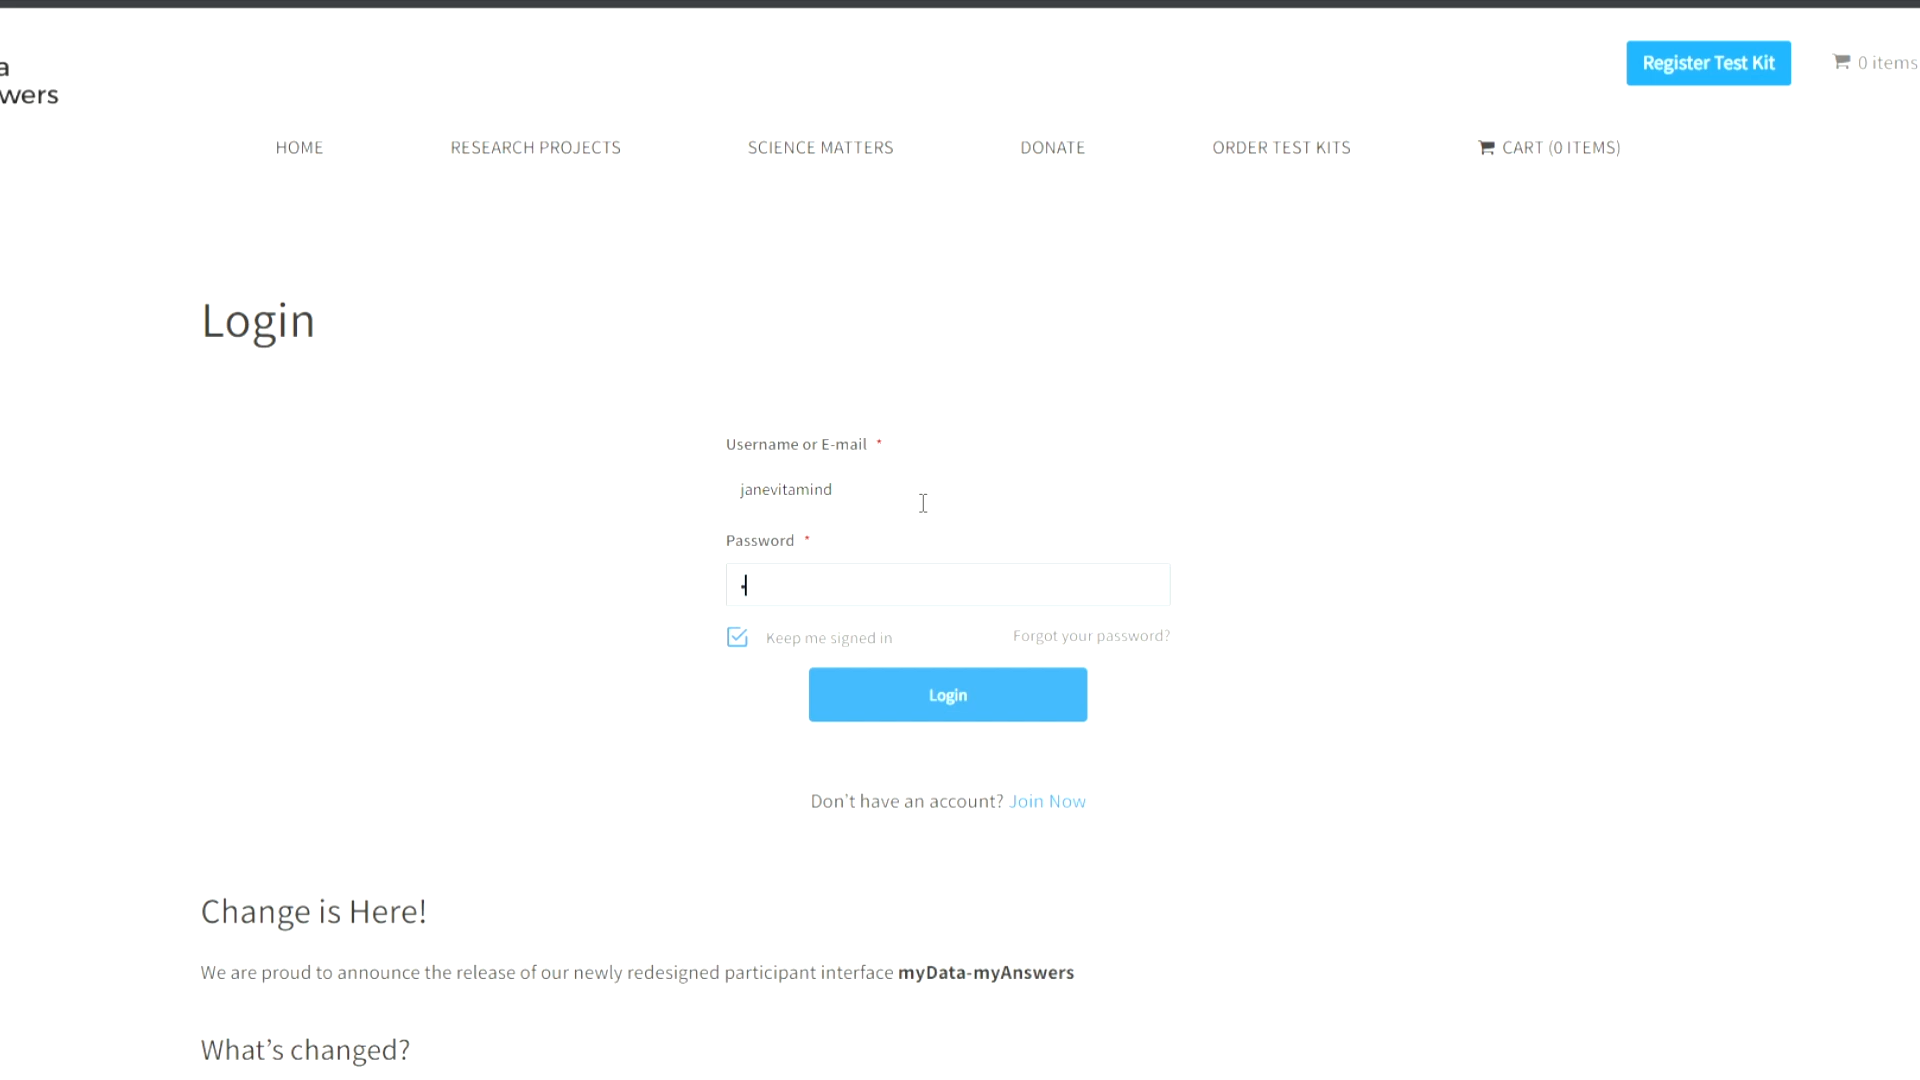 a
wers
Register Test Kit
0 items
HOME
RESEARCH PROJECTS
SCIENCE MATTERS
DONATE
ORDER TEST KITS
CART (0 ITEMS)
Login
Username or E-mail *
janevitamind
Password *
Keep me signed in
Forgot your password?
Login
Don't have an account? Join Now
Change is Here!
We are proud to announce the release of our newly redesigned participant interface myData-myAnswers
What's changed?